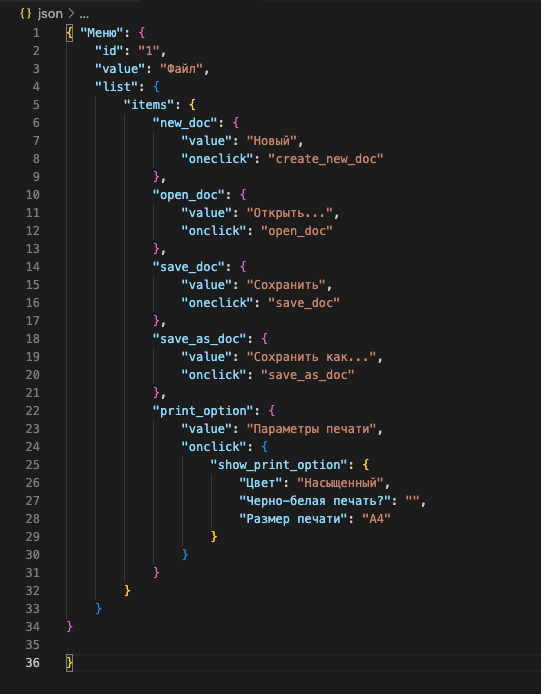 {} json > ...
1 { "Меню": {
2 "id": "1",
3 "value": "Файл",
4 "list": {
5 "items": {
6 "new_doc": {
7 "value": "Новый",
8 "oneclick": "create_new_doc"
9 },
10 "open_doc": {
11 "value": "Открыть...",
12 "onclick": "open_doc"
13 },
14 "save_doc": {
15 "value": "Сохранить",
16 "oneclick": "save_doc"
17 },
18 "save_as_doc": {
19 "value": "Сохранить как...",
20 "onclick": "save_as_doc"
21 },
22 "print_option": {
23 "value": "Параметры печати",
24 "onclick": {
25 "show_print_option": {
26 "Цвет": "Насыщенный",
27 "Черно-белая печать?": "",
28 "Размер печати": "А4"
29 }
30 }
31 }
32 }
33 }
34 }
35
36 }